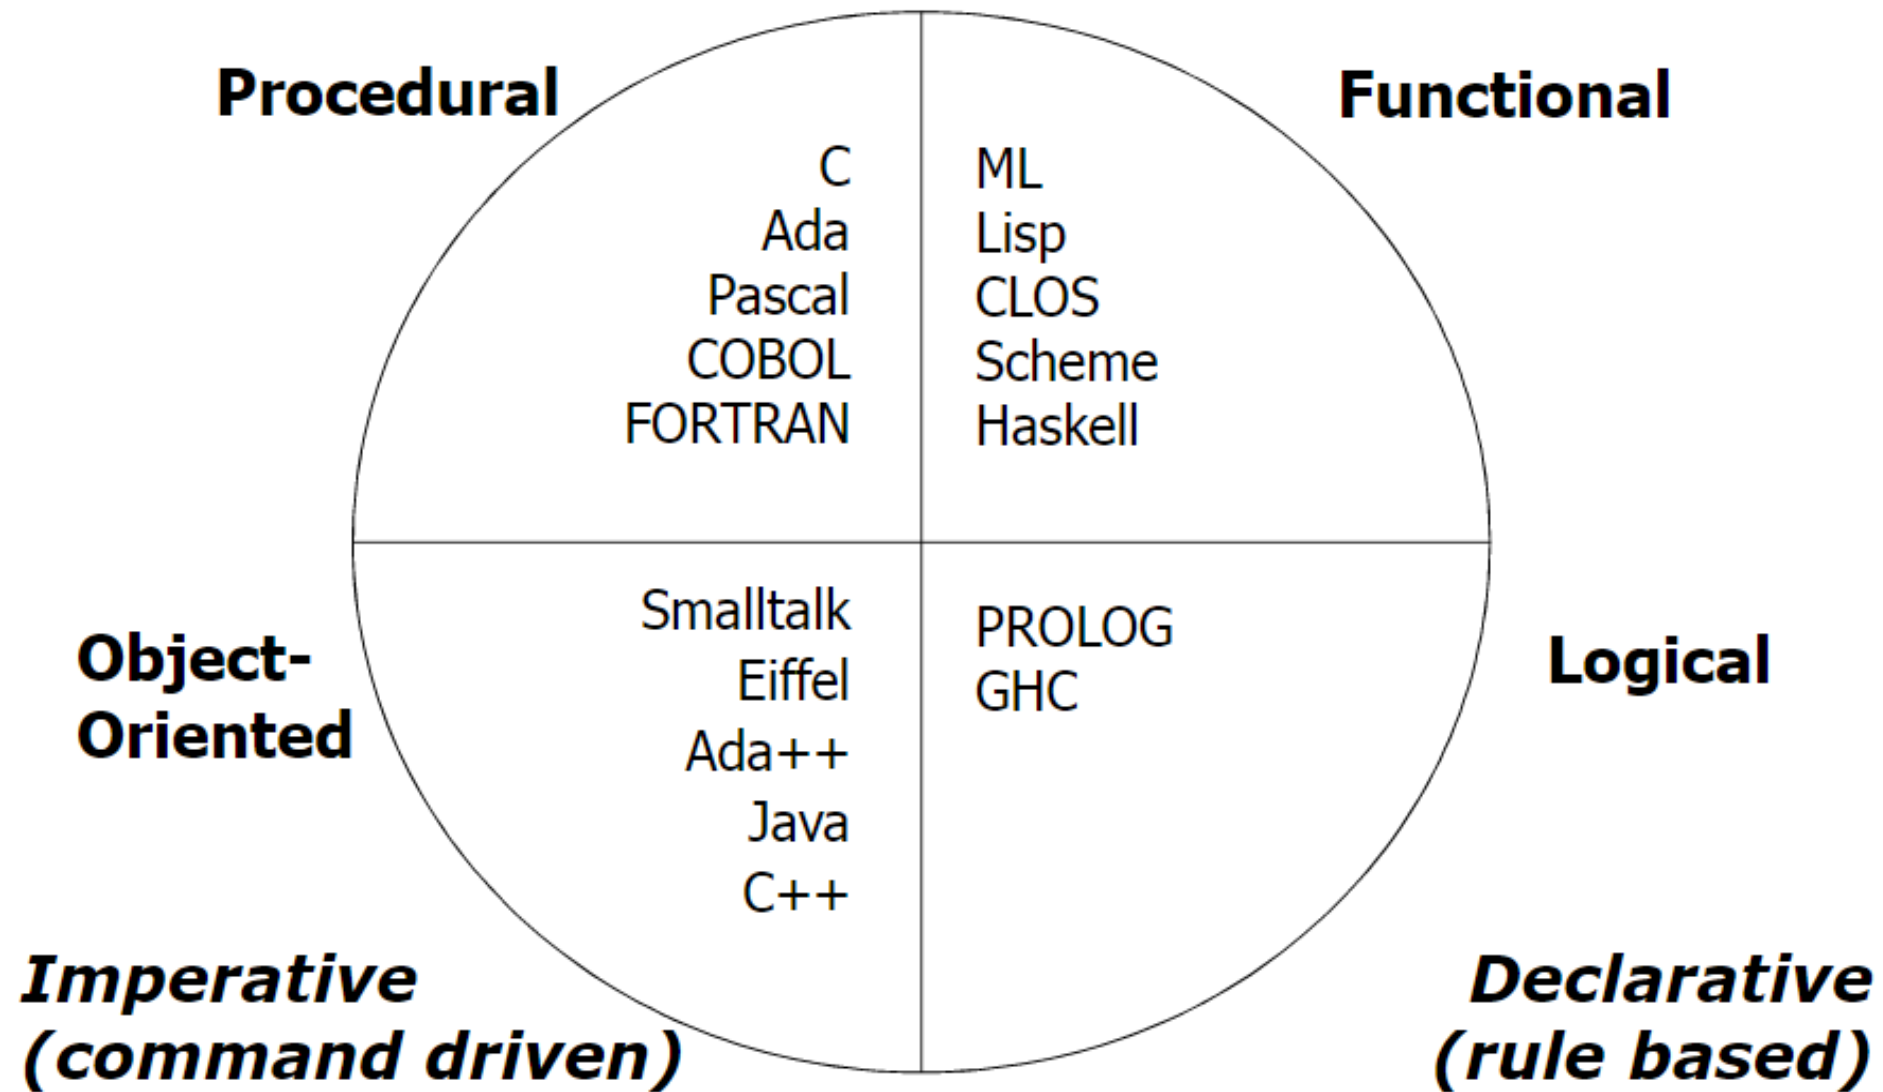 Procedural
C
Ada
Pascal
COBOL
FORTRAN
Functional
ML
Lisp
CLOS
Scheme
Haskell
Object-
Oriented
Smalltalk
Eiffel
Ada++
Java
C++
PROLOG
GHC
Logical
Imperative
(command driven)
Declarative
(rule based)